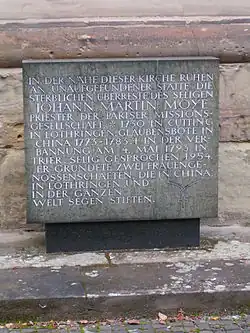 IN DER NÄHE DIESER KIRCHE RUHEN
AN UNAUFGEFUNDENER STÄTTE DIE
STERBLICHEN ÜBERRESTE DES SELIGEN
JOHANN MARTIN MOYE
PRIESTER DER PARISER MISSIONS-
GESELLSCHAFT * 1730 IN CUTTING
LOTHRINGEN, GLAUBENSBOTE IN
CHINA 1773-1783 † IN DER VER-
BANNUNG AM 4. MAI 1793 IN
TRIER, SELIG GESPROCHEN 1954.
ER GRÜNDETE ZWEI FRAUENGE-
NOSSENSCHAFTEN, DIE IN CHINA,
IN LOTHRINGEN UND
IN DER GANZEN
WELT SEGEN STIFTEN.